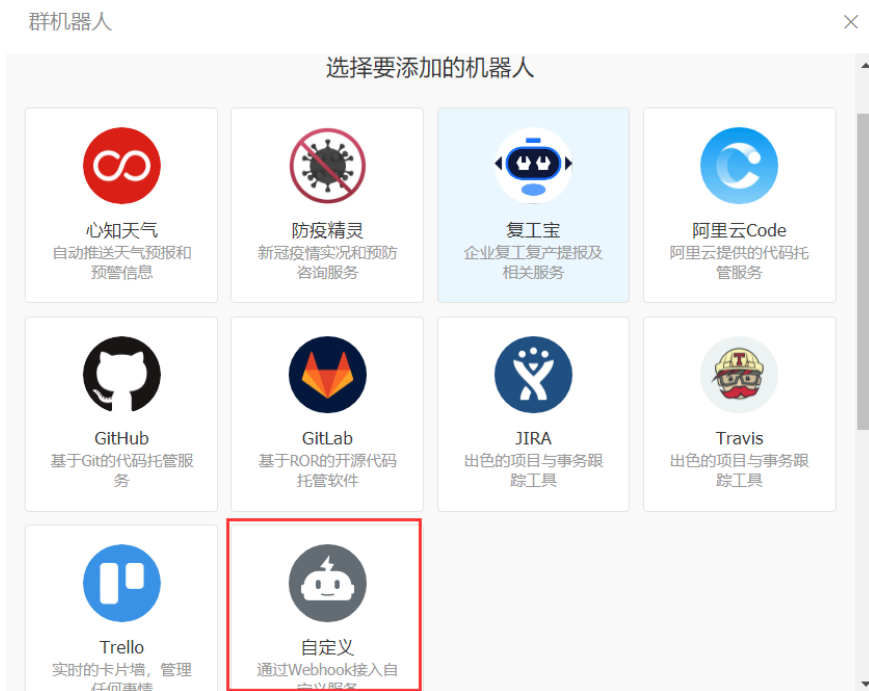 群机器人
选择要添加的机器人
心知天气
自动推送天气预报和
预警信息
防疫精灵
新冠疫情实况和预防
咨询服务
复工宝
企业复工复产提报及
相关服务
阿里云Code
阿里云提供的代码托
管服务
GitHub
基于Git的代码托管服
务
GitLab
基于ROR的开源代码
托管软件
JIRA
出色的项目与事务跟
踪工具
Travis
出色的项目与事务跟
踪工具
Trello
实时的卡片墙，管理
任何事情
自定义
通过Webhook接入自
定义服务